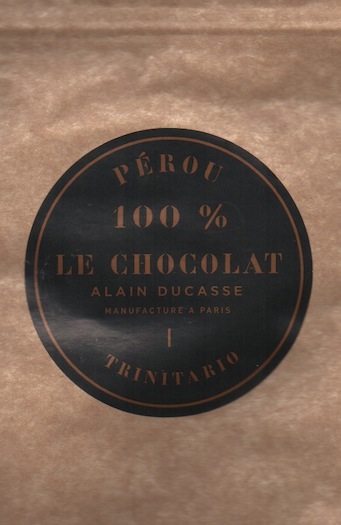 PÉROU
100 %
LE CHOCOLAT
ALAIN DUCASSE
MANUFACTURE A PARIS
TRINITARIO